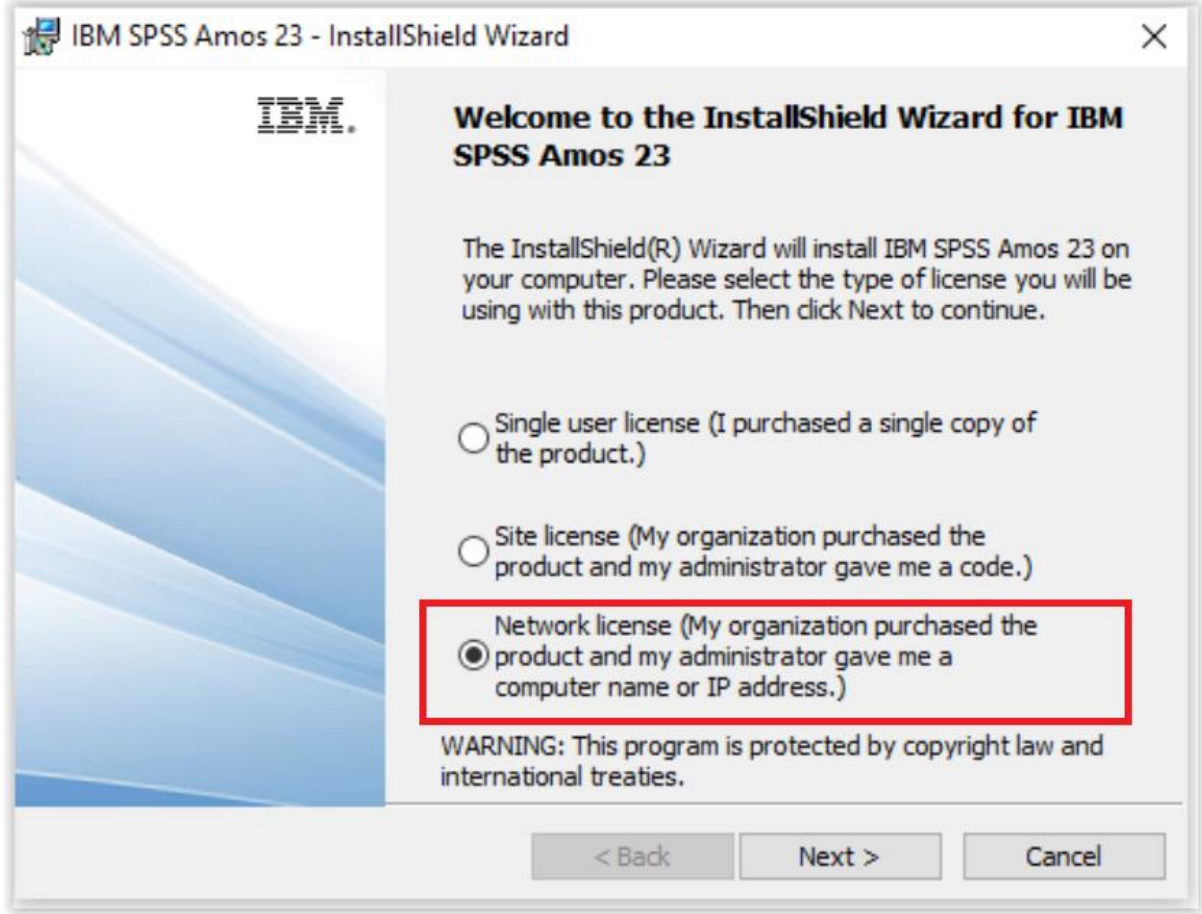 IBM SPSS Amos 23 - InstallShield Wizard
IBM.
Welcome to the InstallShield Wizard for IBM
SPSS Amos 23
The InstallShield(R) Wizard will install IBM SPSS Amos 23 on
your computer. Please select the type of license you will be
using with this product. Then click Next to continue.
Single user license (I purchased a single copy of
the product.)
Site license (My organization purchased the
product and my administrator gave me a code.)
Network license (My organization purchased the
product and my administrator gave me a
computer name or IP address.)
WARNING: This program is protected by copyright law and
international treaties.
< Back
Next >
Cancel